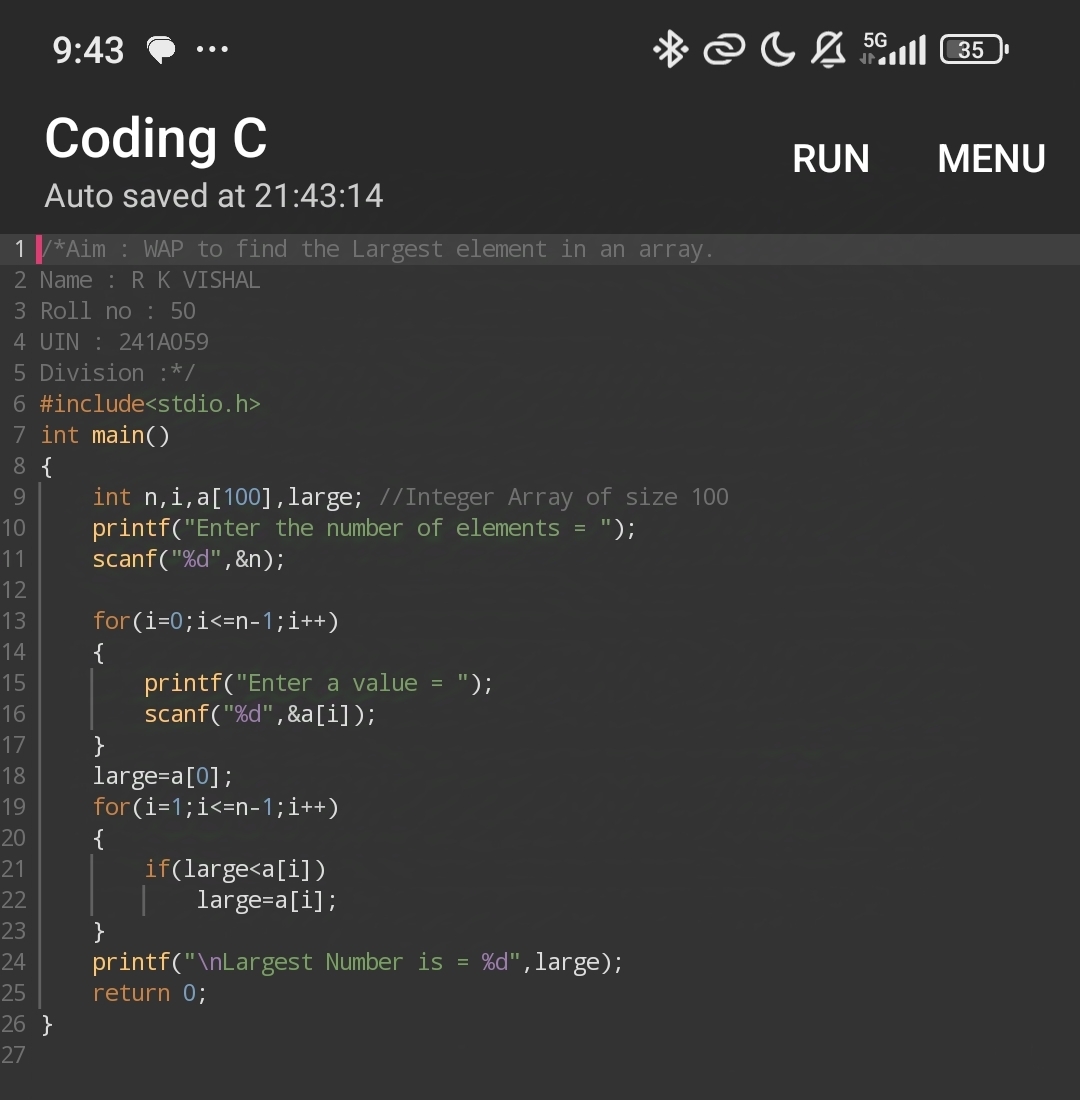 9:43 5G 35
Coding C
RUN MENU
Auto saved at 21:43:14
1 /*Aim : WAP to find the Largest element in an array.
2 Name : R K VISHAL
3 Roll no : 50
4 UIN : 241A059
5 Division :*/
6 #include<stdio.h>
7 int main()
8 {
9     int n,i,a[100],large; //Integer Array of size 100
10     printf("Enter the number of elements = ");
11     scanf("%d",&n);
12
13     for(i=0;i<=n-1;i++)
14     {
15         printf("Enter a value = ");
16         scanf("%d",&a[i]);
17     }
18     large=a[0];
19     for(i=1;i<=n-1;i++)
20     {
21         if(large<a[i])
22             large=a[i];
23     }
24     printf("\nLargest Number is = %d",large);
25     return 0;
26 }
27